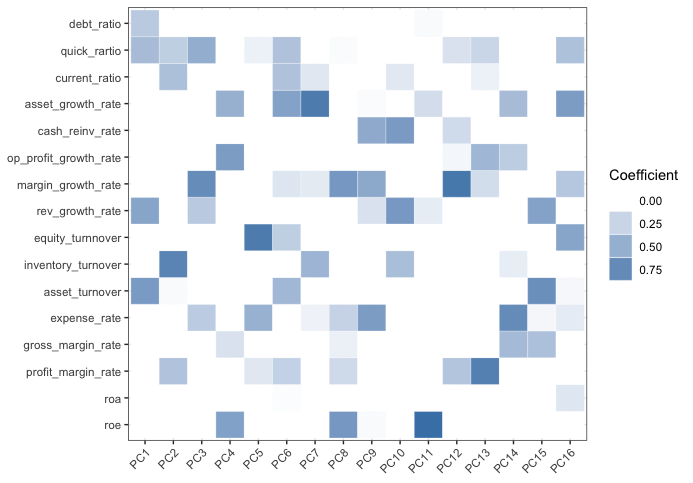 debt_ratio
quick_rartio
current_ratio
asset_growth_rate
cash_reinv_rate
op_profit_growth_rate
margin_growth_rate
rev_growth_rate
equity_turnnover
inventory_turnover
asset_turnover
expense_rate
gross_margin_rate
profit_margin_rate
roa
roe
PC1 PC2 PC3 PC4 PC5 PC6 PC7 PC8 PC9 PC10 PC11 PC12 PC13 PC14 PC15 PC16
Coefficient
0.00
0.25
0.50
0.75